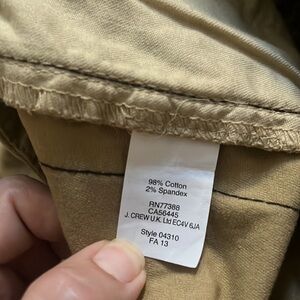 98% Cotton
2% Spandex
RN77388
CA56445
J. CREW U.K. Ltd EC4V 6JA
Style 04310
FA 13